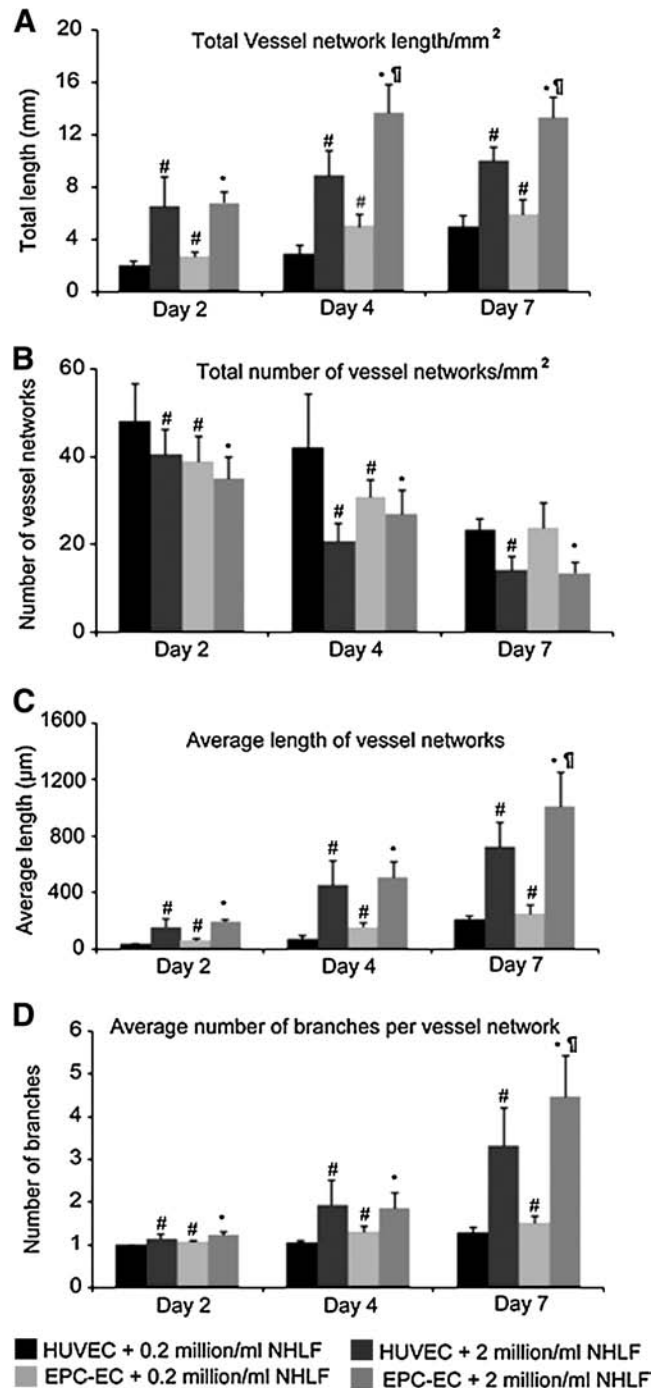 A
Total Vessel network length/mm²
Total length (mm)
20
16
12
8
4
0
#
#
•
#
#
• ¶
#
#
• ¶
Day 2
Day 4
Day 7
B
Total number of vessel networks/mm²
Number of vessel networks
60
40
20
0
#
#
•
#
#
•
#
•
Day 2
Day 4
Day 7
C
Average length of vessel networks
Average length (µm)
1600
1200
800
400
0
#
#
•
#
#
•
#
#
• ¶
Day 2
Day 4
Day 7
D
Average number of branches per vessel network
Number of branches
6
5
4
3
2
1
0
#
#
•
#
#
•
#
#
• ¶
Day 2
Day 4
Day 7
HUVEC + 0.2 million/ml NHLF
HUVEC + 2 million/ml NHLF
EPC-EC + 0.2 million/ml NHLF
EPC-EC + 2 million/ml NHLF